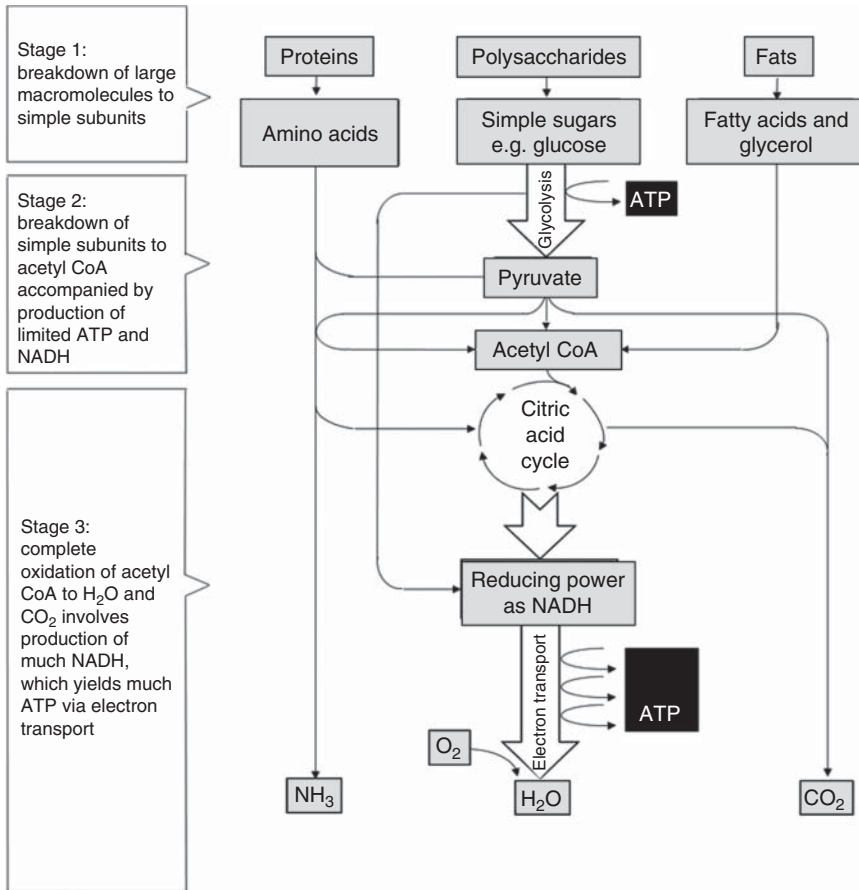 Stage 1:
breakdown of large
macromolecules to
simple subunits
Proteins
Polysaccharides
Fats
Amino acids
Simple sugars
e.g. glucose
Fatty acids and
glycerol
Stage 2:
breakdown of
simple subunits to
acetyl CoA
accompanied by
production of
limited ATP and
NADH
Glycolysis
ATP
Pyruvate
Acetyl CoA
Citric
acid
cycle
Stage 3:
complete
oxidation of acetyl
CoA to H₂O and
CO₂ involves
production of
much NADH,
which yields much
ATP via electron
transport
Reducing power
as NADH
Electron transport
ATP
O₂
NH₃
H₂O
CO₂